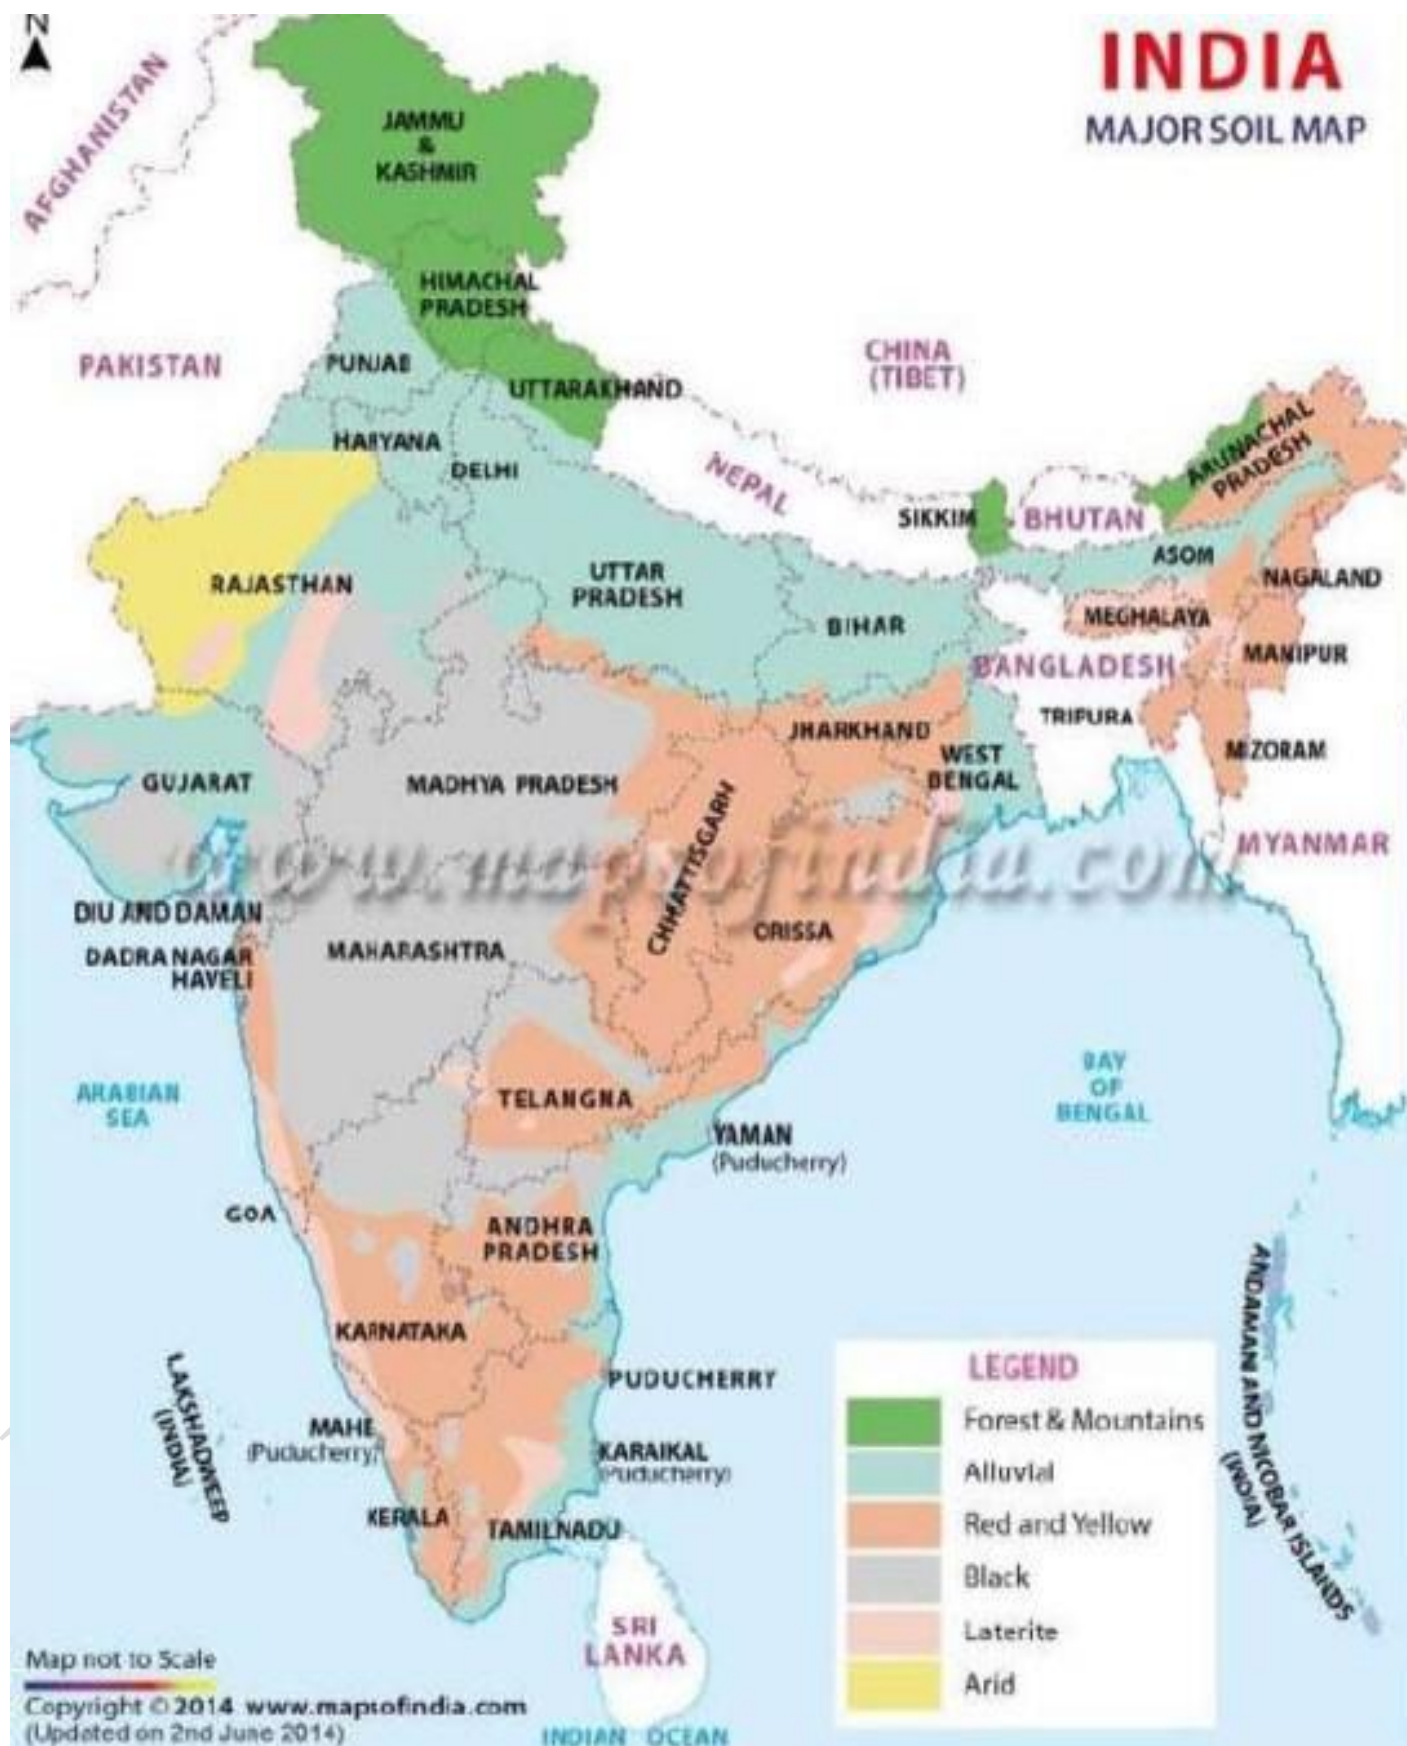 N
INDIA
MAJOR SOIL MAP
AFGHANISTAN
JAMMU
&
KASHMIR
HIMACHAL
PRADESH
PAKISTAN
PUNJAB
CHINA
(TIBET)
UTTARAKHAND
HARYANA
DELHI
NEPAL
ARUNACHAL
PRADESH
SIKKIM
BHUTAN
ASOM
RAJASTHAN
UTTAR
PRADESH
NAGALAND
BIHAR
MEGHALAYA
MANIPUR
BANGLADESH
TRIPURA
JHARKHAND
MIZORAM
WEST
BENGAL
GUJARAT
MADHYA PRADESH
CHHATTISGARH
MYANMAR
www.mapsofindia.com
DIU AND DAMAN
DADRA NAGAR
HAVELI
MAHARASHTRA
ORISSA
ARABIAN
SEA
TELANGNA
BAY
OF
BENGAL
YAMAN
(Puducherry)
GOA
ANDHRA
PRADESH
KARNATAKA
ANDAMAN AND NICOBAR ISLANDS
(INDIA)
LAKSHADWEEP
(INDIA)
PUDUCHERRY
MAHE
(Puducherry)
KARAIKAL
(Puducherry)
KERALA
TAMILNADU
SRI
LANKA
INDIAN OCEAN
LEGEND
Forest & Mountains
Alluvial
Red and Yellow
Black
Laterite
Arid
Map not to Scale
Copyright © 2014 www.mapsofindia.com
(Updated on 2nd June 2014)